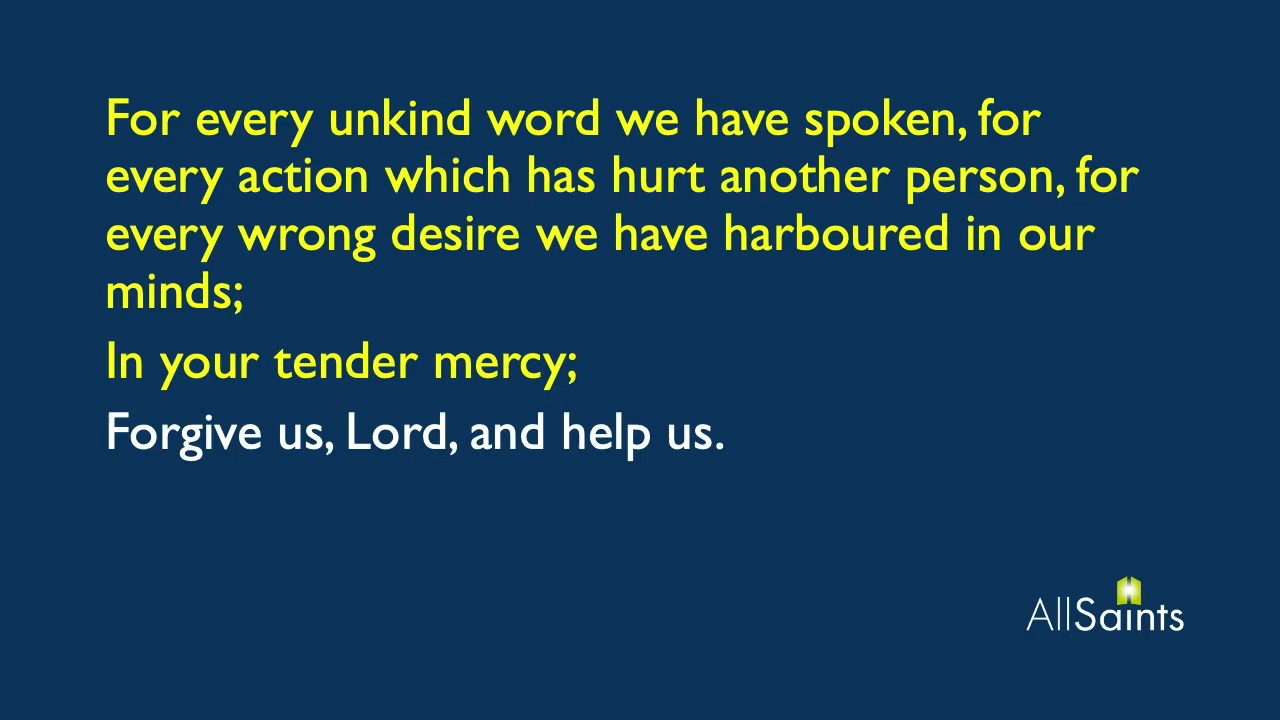 For every unkind word we have spoken, for
every action which has hurt another person, for
every wrong desire we have harboured in our
minds;
In your tender mercy;
Forgive us, Lord, and help us.
AllSaints